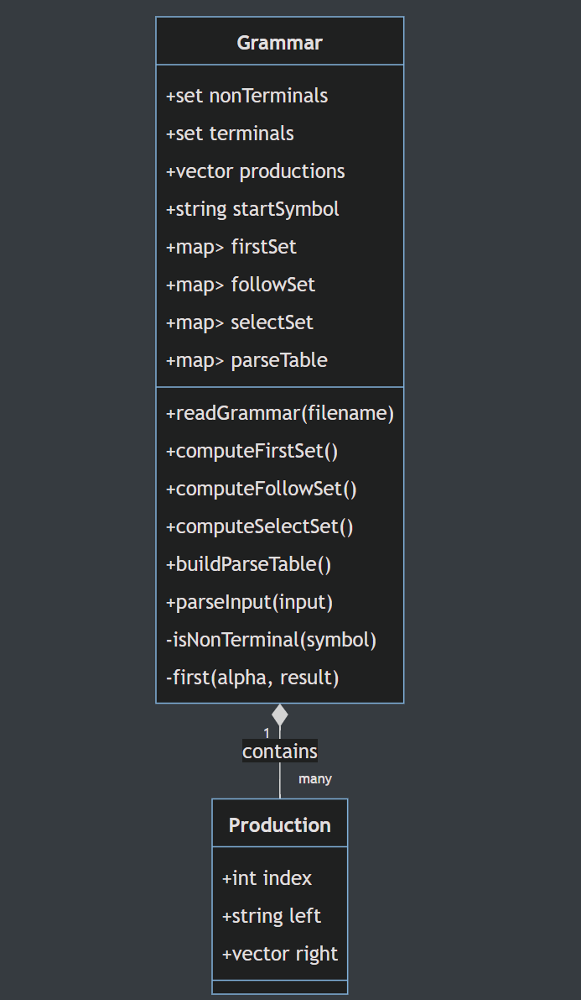 Grammar
+set nonTerminals
+set terminals
+vector productions
+string startSymbol
+map> firstSet
+map> followSet
+map> selectSet
+map> parseTable
+readGrammar(filename)
+computeFirstSet()
+computeFollowSet()
+computeSelectSet()
+buildParseTable()
+parseInput(input)
-isNonTerminal(symbol)
-first(alpha, result)
1
contains
many
Production
+int index
+string left
+vector right